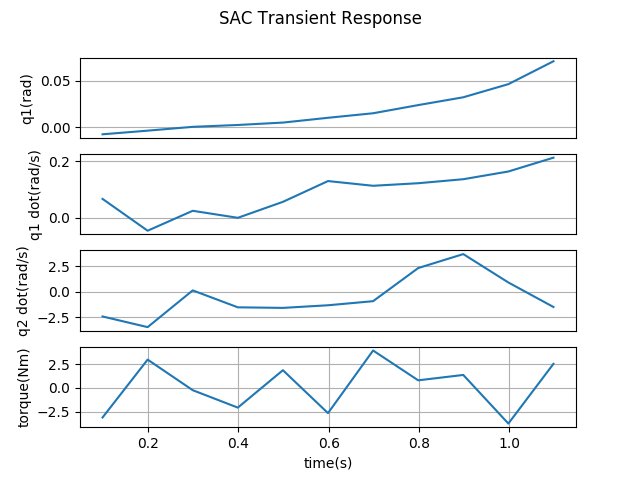 SAC Transient Response
q1(rad)
0.05
0.00
q1 dot(rad/s)
0.2
0.0
q2 dot(rad/s)
2.5
0.0
−2.5
torque(Nm)
2.5
0.0
−2.5
0.2 0.4 0.6 0.8 1.0
time(s)